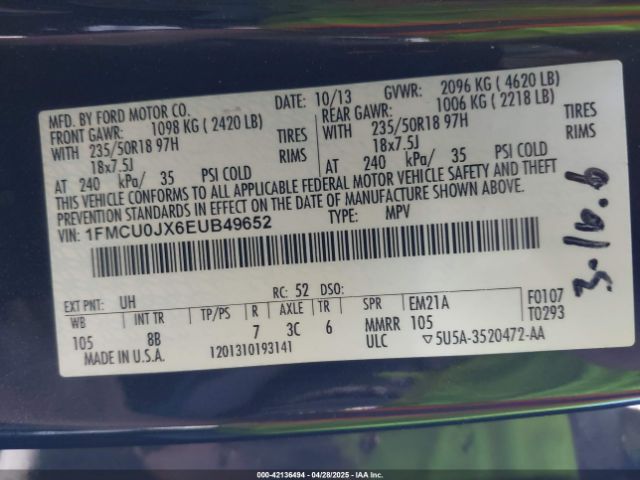 MFD. BY FORD MOTOR CO.
DATE: 10/13 GVWR: 2096 KG ( 4620 LB)
FRONT GAWR: 1098 KG ( 2420 LB)
REAR GAWR: 1006 KG ( 2218 LB)
WITH 235/50R18 97H TIRES
WITH 235/50R18 97H TIRES
18x7.5J RIMS
18x7.5J RIMS
AT 240 kPa/ 35 PSI COLD
AT 240 kPa/ 35 PSI COLD
THIS VEHICLE CONFORMS TO ALL APPLICABLE FEDERAL MOTOR VEHICLE SAFETY AND THEFT
PREVENTION STANDARDS IN EFFECT ON THE DATE OF MANUFACTURE SHOWN ABOVE.
VIN: 1FMCU0JX6EUB49652 TYPE: MPV
EXT PNT: UH RC: 52 DSO:
WB INT TR TP/PS R AXLE TR SPR EM21A F0107
105 8B 7 3C 6 MMRR 105 T0293
MADE IN U.S.A. 1201310193141 ULC ▽5U5A-3520472-AA
3.16.6
000-42136494 - 04/28/2025 - IAA Inc.